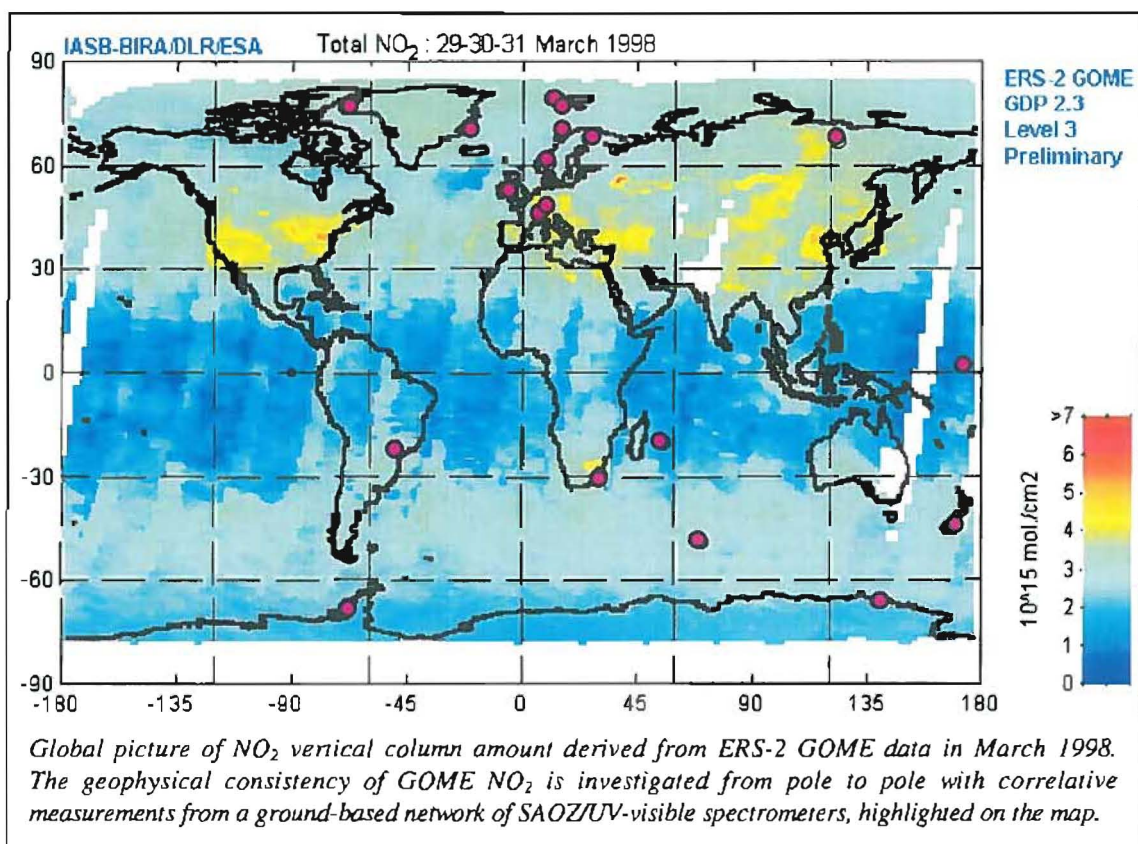 IASB-BIRA/DLR/ESA Total NO₂ : 29-30-31 March 1998
ERS-2 GOME
GDP 2.3
Level 3
Preliminary
90
60
30
0
-30
-60
-90
-180 -135 -90 -45 0 45 90 135 180
10^15 mol./cm2
>7
6
5
4
3
2
1
0
Global picture of NO₂ vertical column amount derived from ERS-2 GOME data in March 1998.
The geophysical consistency of GOME NO₂ is investigated from pole to pole with correlative
measurements from a ground-based network of SAOZ/UV-visible spectrometers, highlighted on the map.